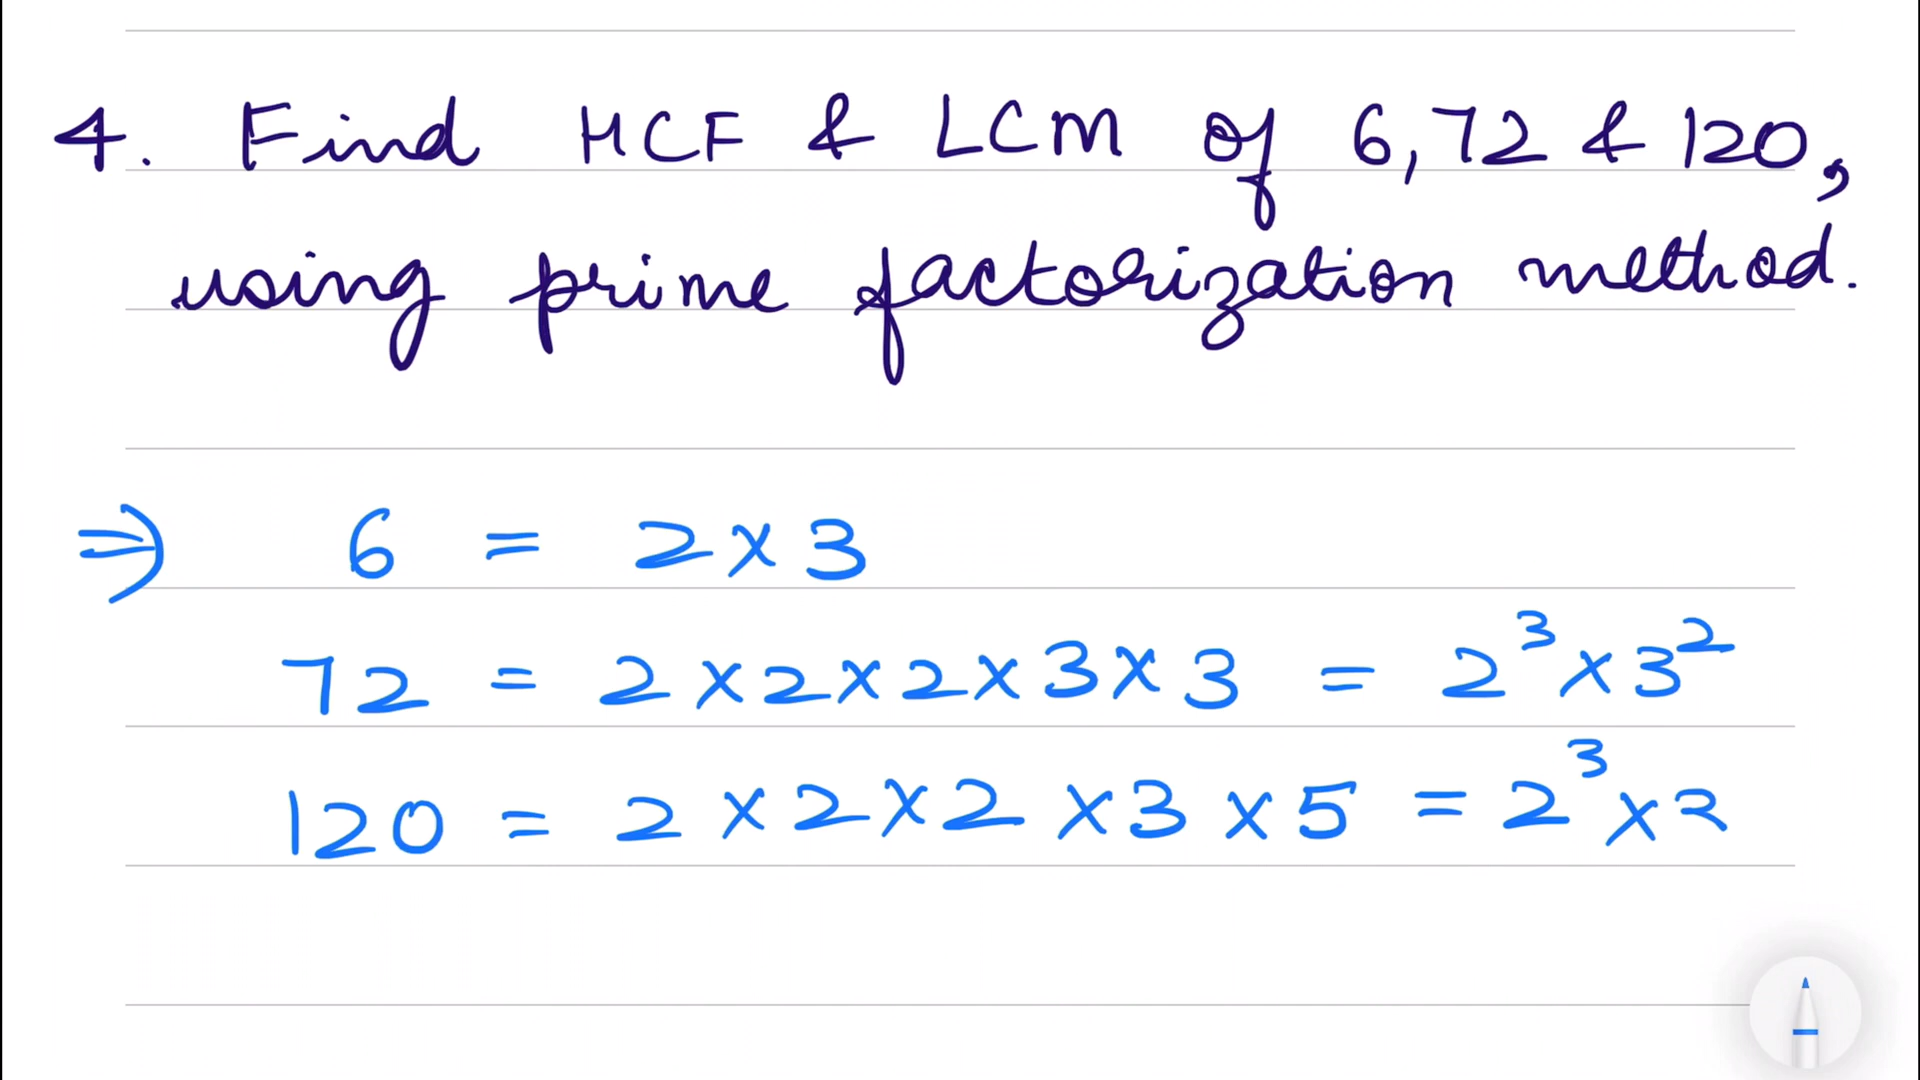 4. Find HCF & LCM of 6,72 & 120,
using prime factorization method.
⇒ 6 = 2×3
72 = 2×2×2×3×3 = 2³×3²
120 = 2×2×2×3×5 = 2³×